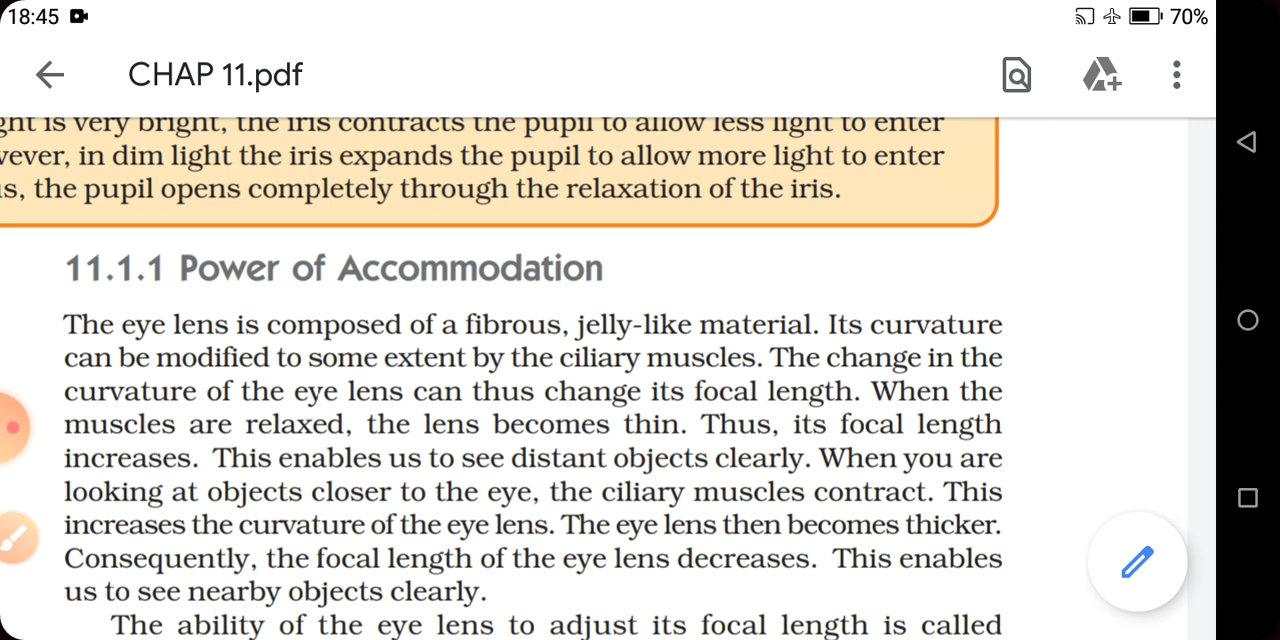 18:45
70%
CHAP 11.pdf
is very bright, the iris contracts the pupil to allow less light to enter
in dim light the iris expands the pupil to allow more light to enter
the pupil opens completely through the relaxation of the iris.
11.1.1 Power of Accommodation
The eye lens is composed of a fibrous, jelly-like material. Its curvature
can be modified to some extent by the ciliary muscles. The change in the
curvature of the eye lens can thus change its focal length. When the
muscles are relaxed, the lens becomes thin. Thus, its focal length
increases. This enables us to see distant objects clearly. When you are
looking at objects closer to the eye, the ciliary muscles contract. This
increases the curvature of the eye lens. The eye lens then becomes thicker.
Consequently, the focal length of the eye lens decreases. This enables
us to see nearby objects clearly.
The ability of the eye lens to adjust its focal length is called